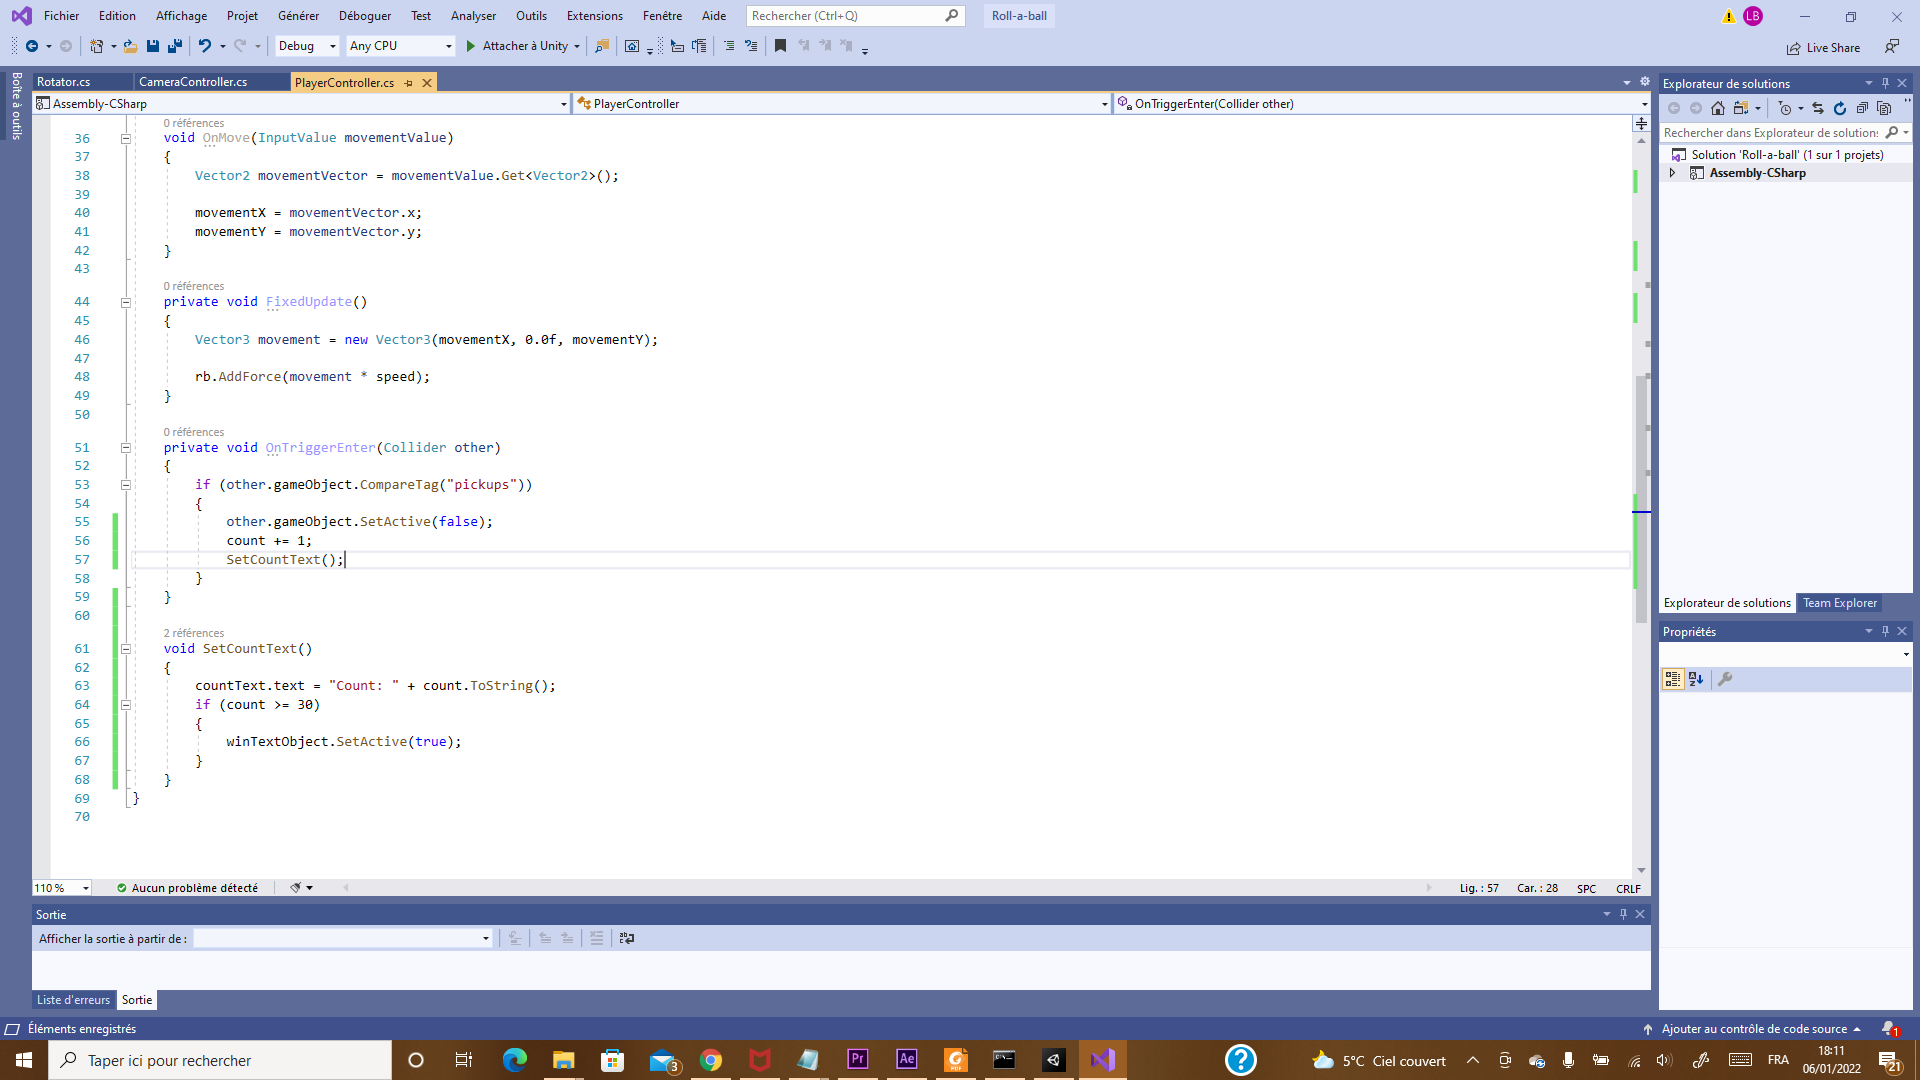 Fichier Edition Affichage Projet Générer Déboguer Test Analyser Outils Extensions Fenêtre Aide Rechercher (Ctrl+Q) Roll-a-ball LB
Debug Any CPU Attacher à Unity Live Share
Boîte à outils
Rotator.cs CameraController.cs PlayerController.cs
Assembly-CSharp PlayerController OnTriggerEnter(Collider other)
0 références
36 void OnMove(InputValue movementValue)
37 {
38 Vector2 movementVector = movementValue.Get<Vector2>();
39
40 movementX = movementVector.x;
41 movementY = movementVector.y;
42 }
43
0 références
44 private void FixedUpdate()
45 {
46 Vector3 movement = new Vector3(movementX, 0.0f, movementY);
47
48 rb.AddForce(movement * speed);
49 }
50
0 références
51 private void OnTriggerEnter(Collider other)
52 {
53 if (other.gameObject.CompareTag("pickups"))
54 {
55 other.gameObject.SetActive(false);
56 count += 1;
57 SetCountText();
58 }
59 }
60
2 références
61 void SetCountText()
62 {
63 countText.text = "Count: " + count.ToString();
64 if (count >= 30)
65 {
66 winTextObject.SetActive(true);
67 }
68 }
69 }
70
110 % Aucun problème détecté Lig. : 57 Car. : 28 SPC CRLF
Sortie
Afficher la sortie à partir de :
Liste d'erreurs Sortie
Explorateur de solutions
Rechercher dans Explorateur de solution:
Solution 'Roll-a-ball' (1 sur 1 projets)
Assembly-CSharp
Explorateur de solutions Team Explorer
Propriétés
Éléments enregistrés Ajouter au contrôle de code source 1
Taper ici pour rechercher 3 Pr Ae PDF ? 5°C Ciel couvert FRA 18:11 21
06/01/2022